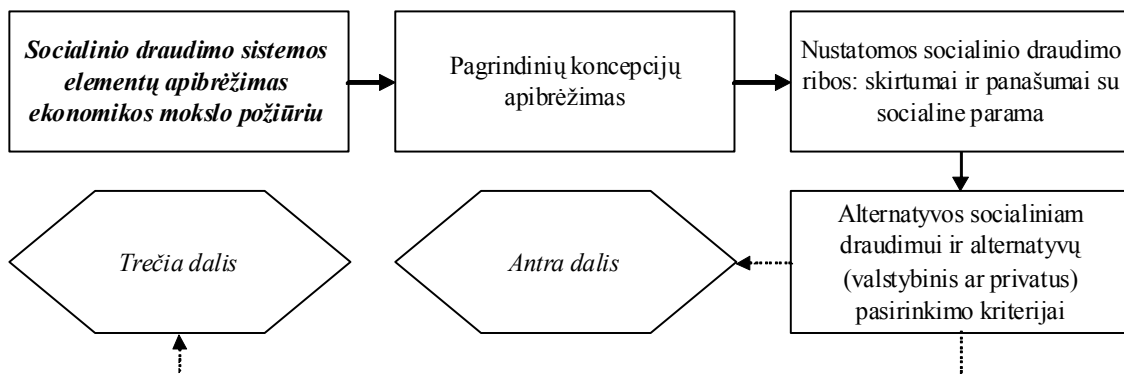 Socialinio draudimo sistemos
elementų apibrėžimas
ekonomikos mokslo požiūriu
Pagrindinių koncepcijų
apibrėžimas
Nustatomos socialinio draudimo
ribos: skirtumai ir panašumai su
socialine parama
Trečia dalis
Antra dalis
Alternatyvos socialiniam
draudimui ir alternatyvų
(valstybinis ar privatus)
pasirinkimo kriterijai